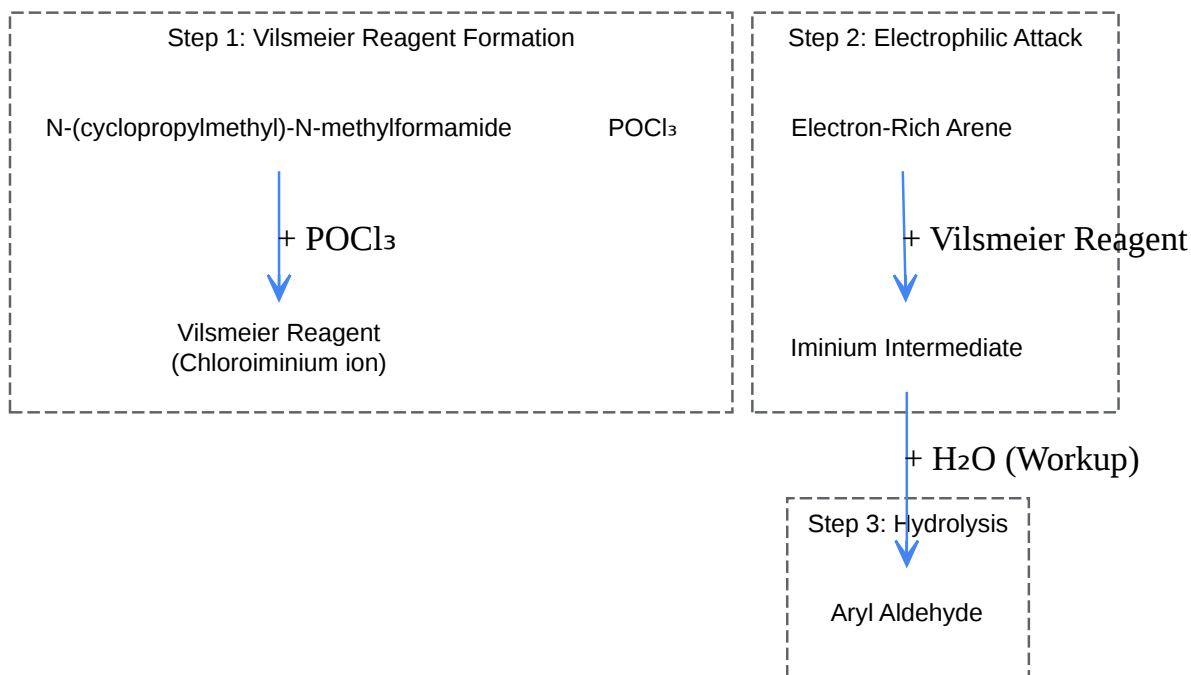 Step 1: Vilsmeier Reagent Formation
N-(cyclopropylmethyl)-N-methylformamide
POCl₃
+ POCl₃
Vilsmeier Reagent
(Chloroiminium ion)
Step 2: Electrophilic Attack
Electron-Rich Arene
+ Vilsmeier Reagent
Iminium Intermediate
+ H₂O (Workup)
Step 3: Hydrolysis
Aryl Aldehyde